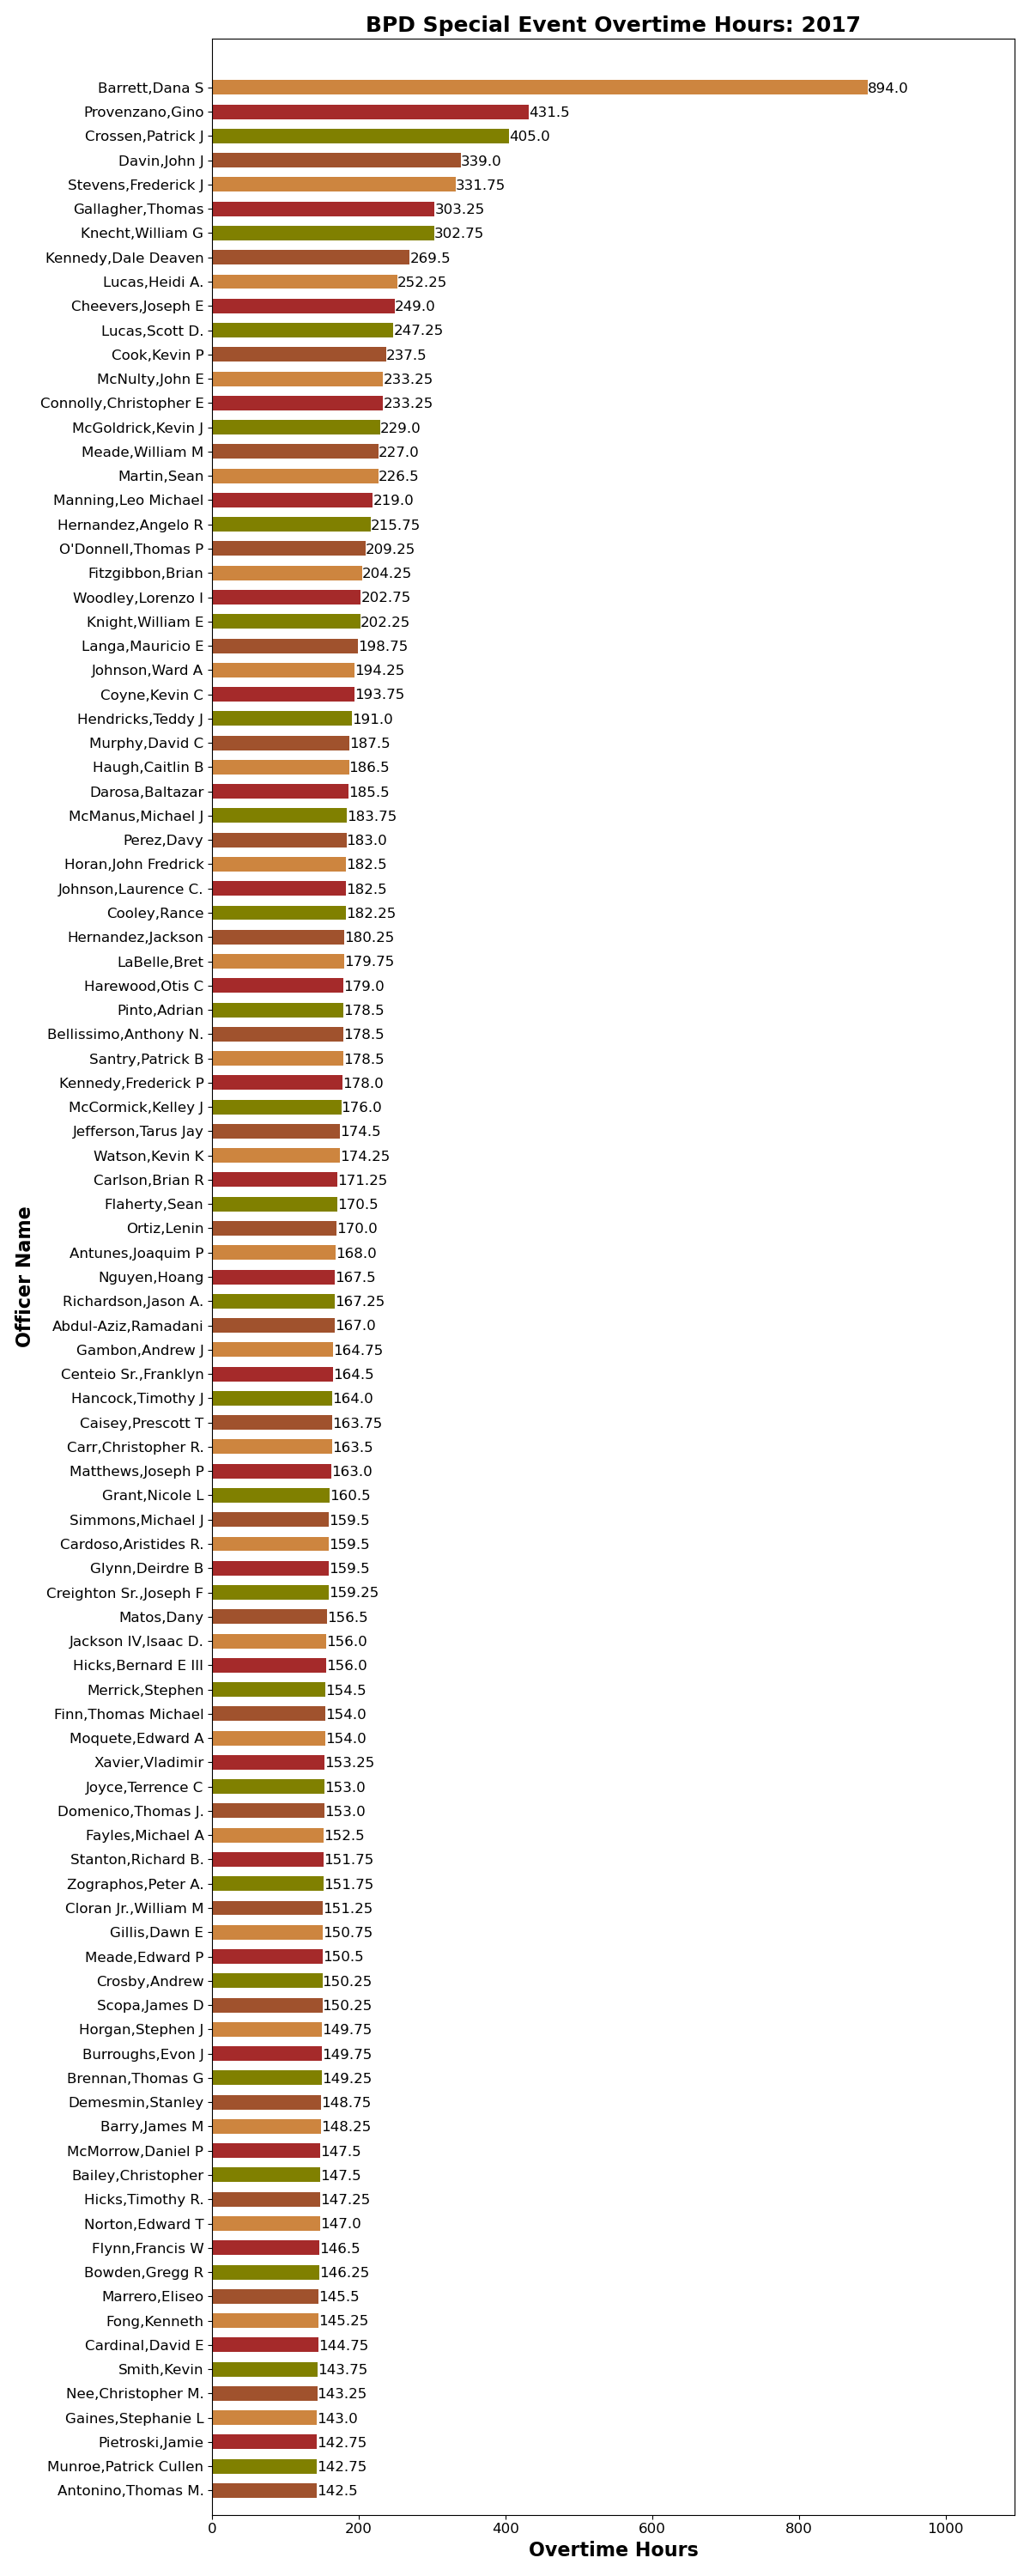 BPD Special Event Overtime Hours: 2017
Barrett,Dana S 894.0
Provenzano,Gino 431.5
Crossen,Patrick J 405.0
Davin,John J 339.0
Stevens,Frederick J 331.75
Gallagher,Thomas 303.25
Knecht,William G 302.75
Kennedy,Dale Deaven 269.5
Lucas,Heidi A. 252.25
Cheevers,Joseph E 249.0
Lucas,Scott D. 247.25
Cook,Kevin P 237.5
McNulty,John E 233.25
Connolly,Christopher E 233.25
McGoldrick,Kevin J 229.0
Meade,William M 227.0
Martin,Sean 226.5
Manning,Leo Michael 219.0
Hernandez,Angelo R 215.75
O'Donnell,Thomas P 209.25
Fitzgibbon,Brian 204.25
Woodley,Lorenzo I 202.75
Knight,William E 202.25
Langa,Mauricio E 198.75
Johnson,Ward A 194.25
Coyne,Kevin C 193.75
Hendricks,Teddy J 191.0
Murphy,David C 187.5
Haugh,Caitlin B 186.5
Darosa,Baltazar 185.5
McManus,Michael J 183.75
Perez,Davy 183.0
Horan,John Fredrick 182.5
Johnson,Laurence C. 182.5
Cooley,Rance 182.25
Hernandez,Jackson 180.25
LaBelle,Bret 179.75
Harewood,Otis C 179.0
Pinto,Adrian 178.5
Bellissimo,Anthony N. 178.5
Santry,Patrick B 178.5
Kennedy,Frederick P 178.0
McCormick,Kelley J 176.0
Jefferson,Tarus Jay 174.5
Watson,Kevin K 174.25
Carlson,Brian R 171.25
Flaherty,Sean 170.5
Ortiz,Lenin 170.0
Antunes,Joaquim P 168.0
Nguyen,Hoang 167.5
Richardson,Jason A. 167.25
Abdul-Aziz,Ramadani 167.0
Gambon,Andrew J 164.75
Centeio Sr.,Franklyn 164.5
Hancock,Timothy J 164.0
Caisey,Prescott T 163.75
Carr,Christopher R. 163.5
Matthews,Joseph P 163.0
Grant,Nicole L 160.5
Simmons,Michael J 159.5
Cardoso,Aristides R. 159.5
Glynn,Deirdre B 159.5
Creighton Sr.,Joseph F 159.25
Matos,Dany 156.5
Jackson IV,Isaac D. 156.0
Hicks,Bernard E III 156.0
Merrick,Stephen 154.5
Finn,Thomas Michael 154.0
Moquete,Edward A 154.0
Xavier,Vladimir 153.25
Joyce,Terrence C 153.0
Domenico,Thomas J. 153.0
Fayles,Michael A 152.5
Stanton,Richard B. 151.75
Zographos,Peter A. 151.75
Cloran Jr.,William M 151.25
Gillis,Dawn E 150.75
Meade,Edward P 150.5
Crosby,Andrew 150.25
Scopa,James D 150.25
Horgan,Stephen J 149.75
Burroughs,Evon J 149.75
Brennan,Thomas G 149.25
Demesmin,Stanley 148.75
Barry,James M 148.25
McMorrow,Daniel P 147.5
Bailey,Christopher 147.5
Hicks,Timothy R. 147.25
Norton,Edward T 147.0
Flynn,Francis W 146.5
Bowden,Gregg R 146.25
Marrero,Eliseo 145.5
Fong,Kenneth 145.25
Cardinal,David E 144.75
Smith,Kevin 143.75
Nee,Christopher M. 143.25
Gaines,Stephanie L 143.0
Pietroski,Jamie 142.75
Munroe,Patrick Cullen 142.75
Antonino,Thomas M. 142.5
0 200 400 600 800 1000
Overtime Hours
Officer Name